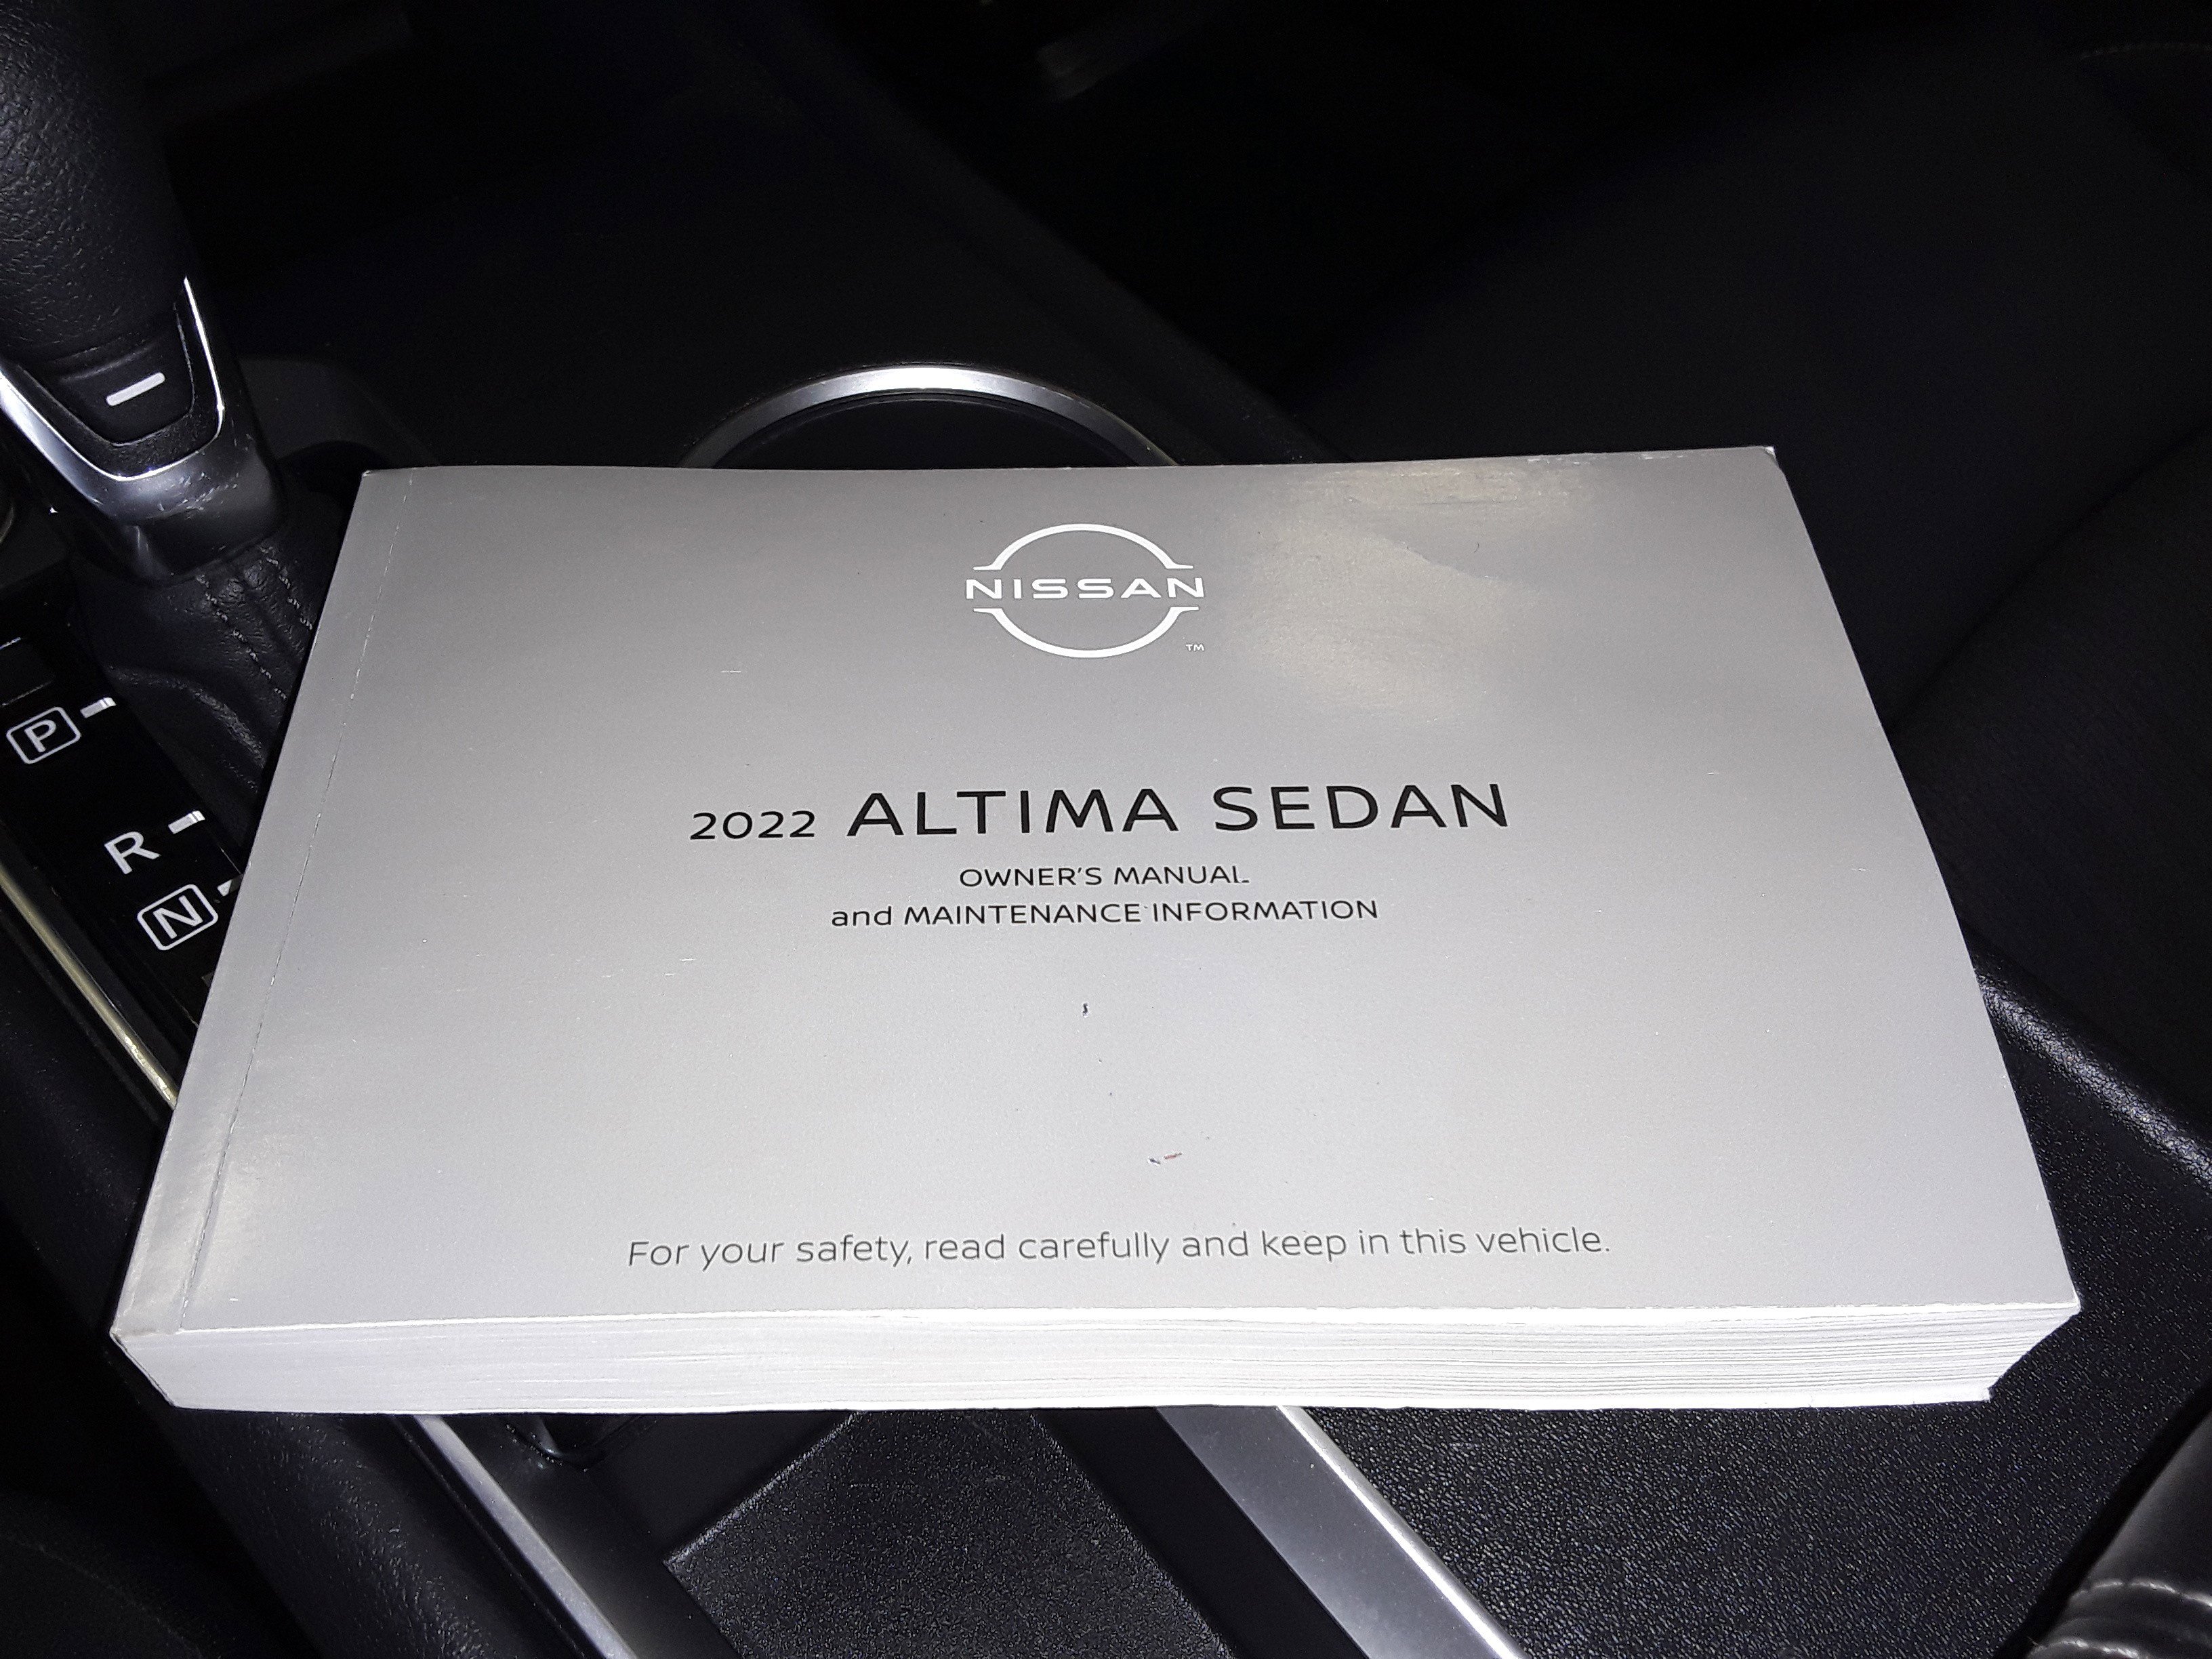 NISSAN
TM
2022 ALTIMA SEDAN
OWNER'S MANUAL
and MAINTENANCE INFORMATION
For your safety, read carefully and keep in this vehicle.
P
R
N